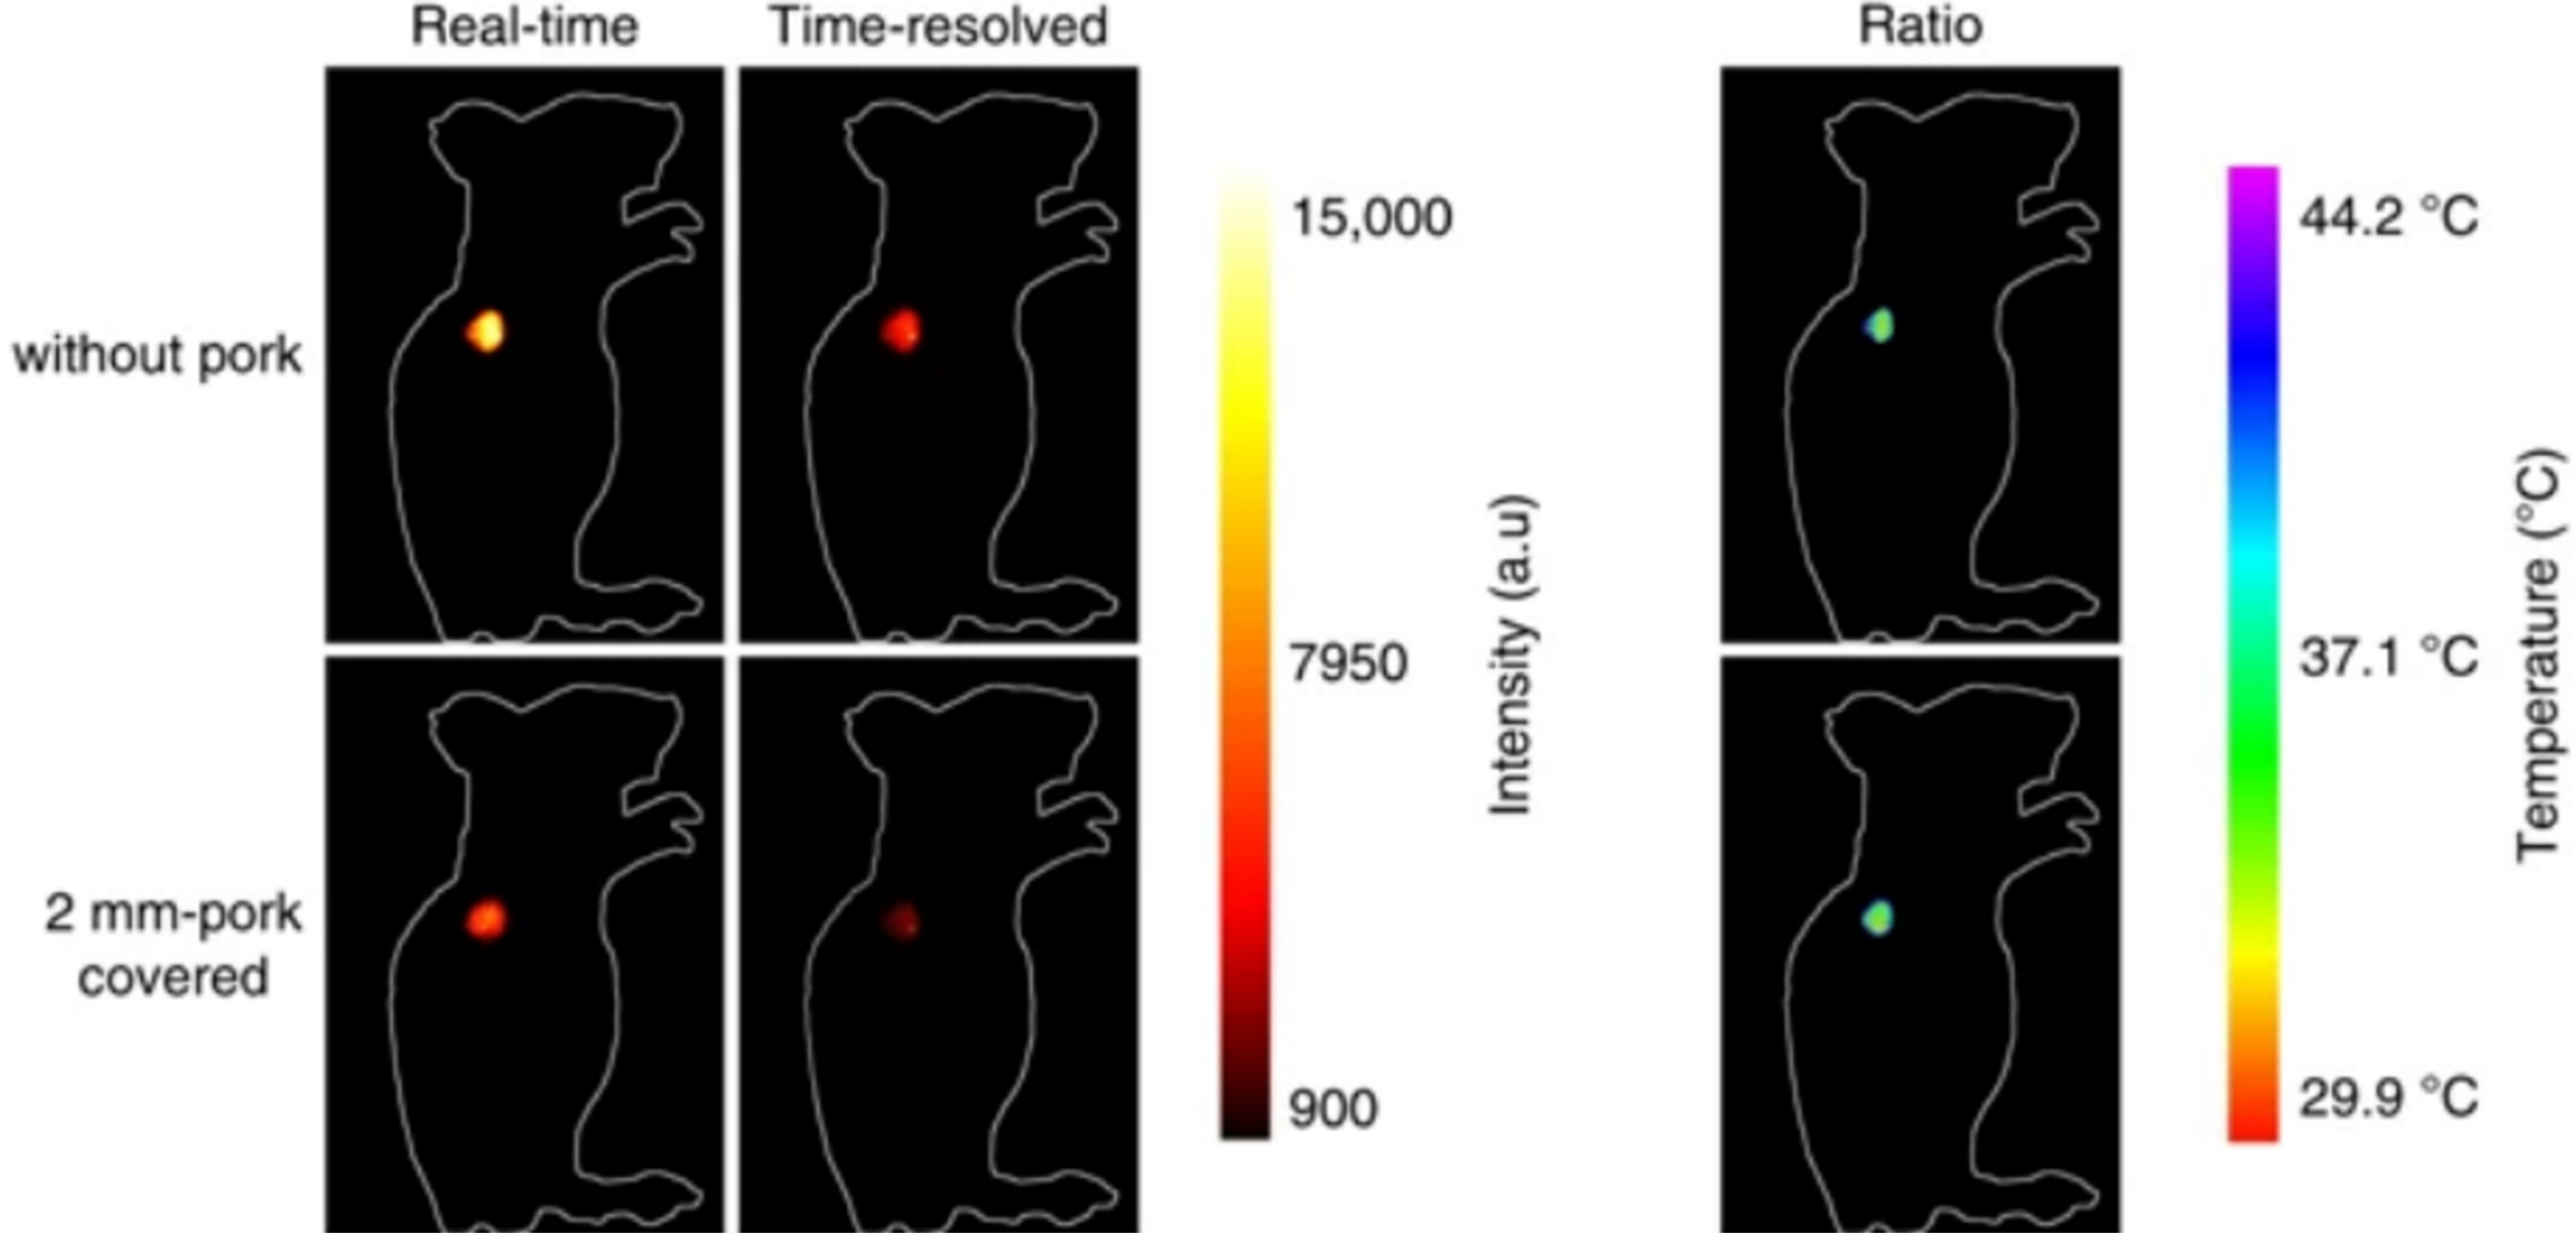 Real-time
Time-resolved
Ratio
without pork
2 mm-pork
covered
15,000
7950
900
Intensity (a.u)
44.2 °C
37.1 °C
29.9 °C
Temperature (°C)